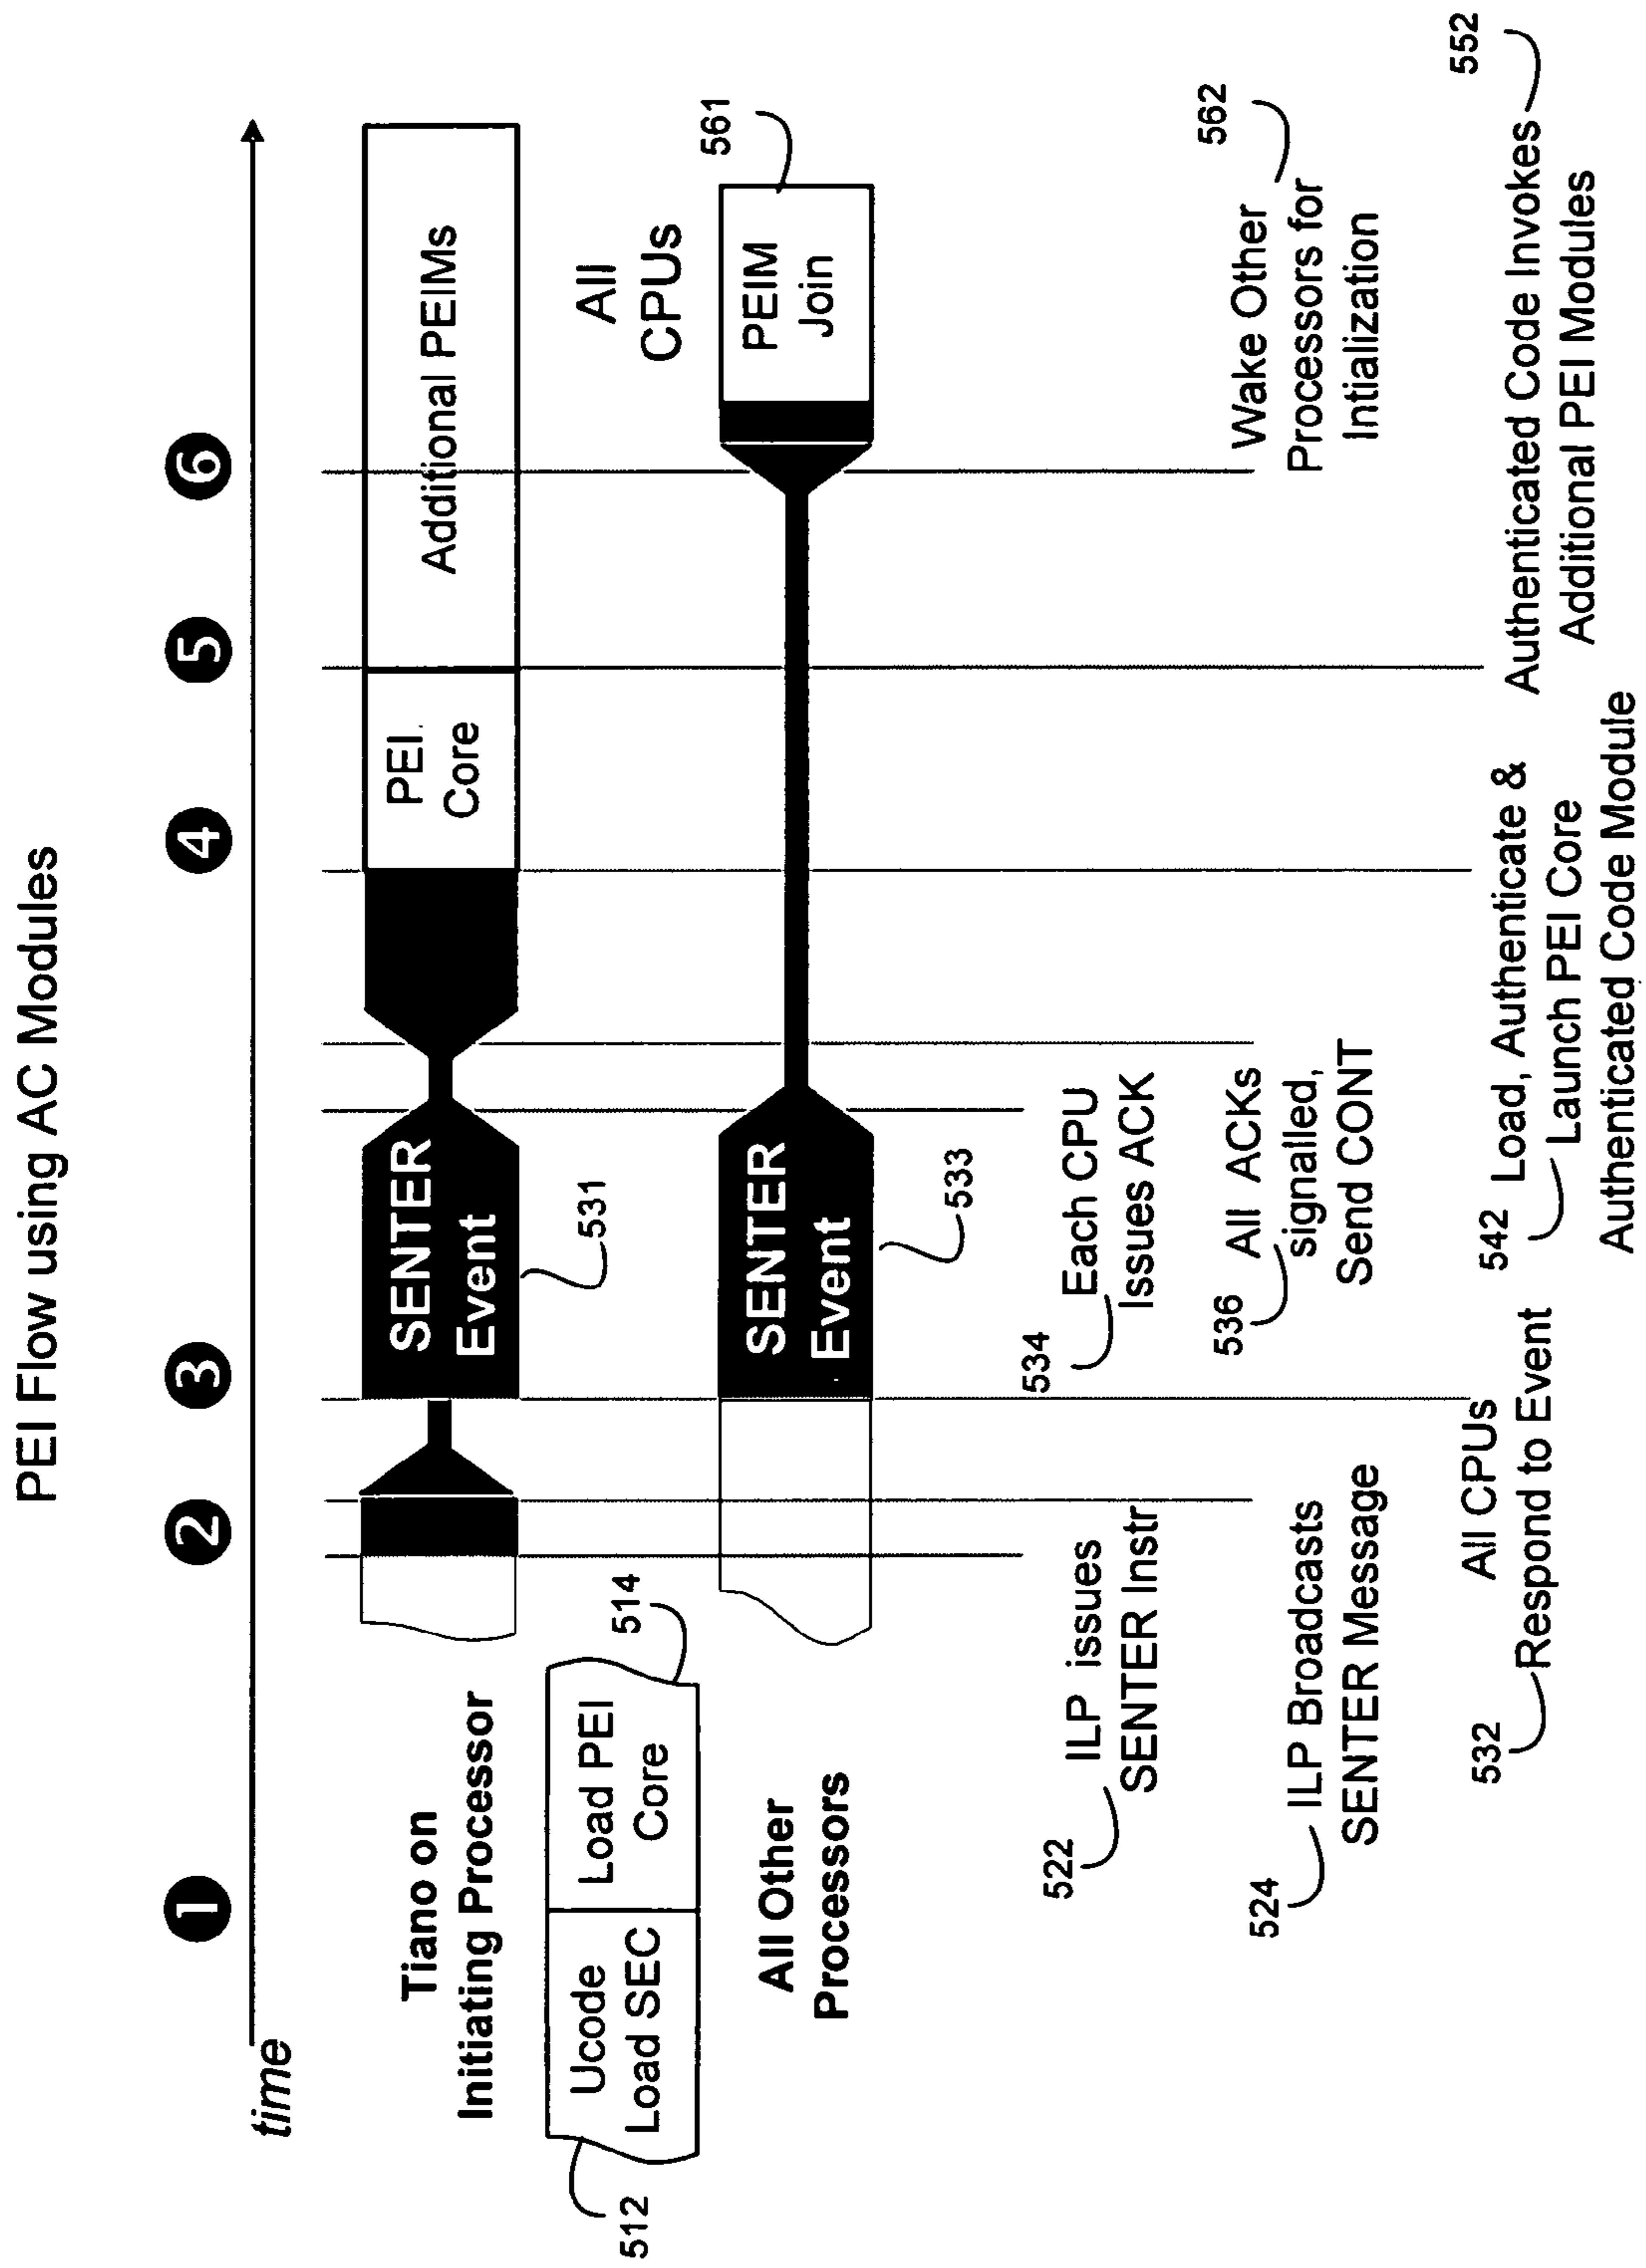 PEI Flow using AC Modules
time
1
2
3
4
5
6
Tiano on
Initiating Processor
SENTER
Event
531
PEI
Core
Additional PEIMs
512
Ucode
Load SEC
Load PEI
Core
514
All
CPUs
All Other
Processors
SENTER
Event
533
PEIM
Join
561
522
ILP issues
SENTER Instr
524
ILP Broadcasts
SENTER Message
532
All CPUs
Respond to Event
534
Each CPU
Issues ACK
536
All ACKs
signalled,
Send CONT
542
Load, Authenticate &
Launch PEI Core
Authenticated Code Module
552
Authenticated Code Invokes
Additional PEI Modules
562
Wake Other
Processors for
Intialization